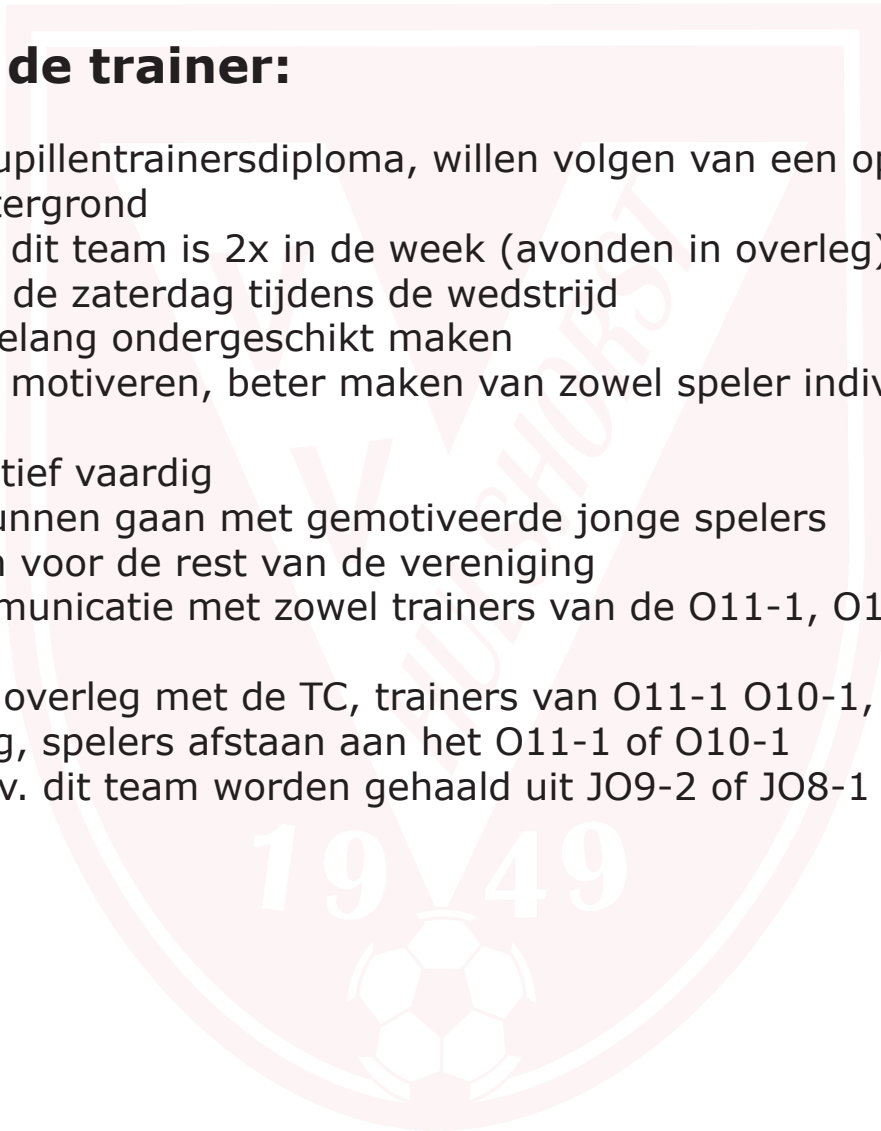 de trainer:
upillentrainersdiploma, willen volgen van een op
tergrond
dit team is 2x in de week (avonden in overleg)
de zaterdag tijdens de wedstrijd
elang ondergeschikt maken
motiveren, beter maken van zowel speler indiv
tief vaardig
unnen gaan met gemotiveerde jonge spelers
n voor de rest van de vereniging
municatie met zowel trainers van de O11-1, O1
overleg met de TC, trainers van O11-1 O10-1,
g, spelers afstaan aan het O11-1 of O10-1
v. dit team worden gehaald uit JO9-2 of JO8-1
V V
HULSHORST
19 49